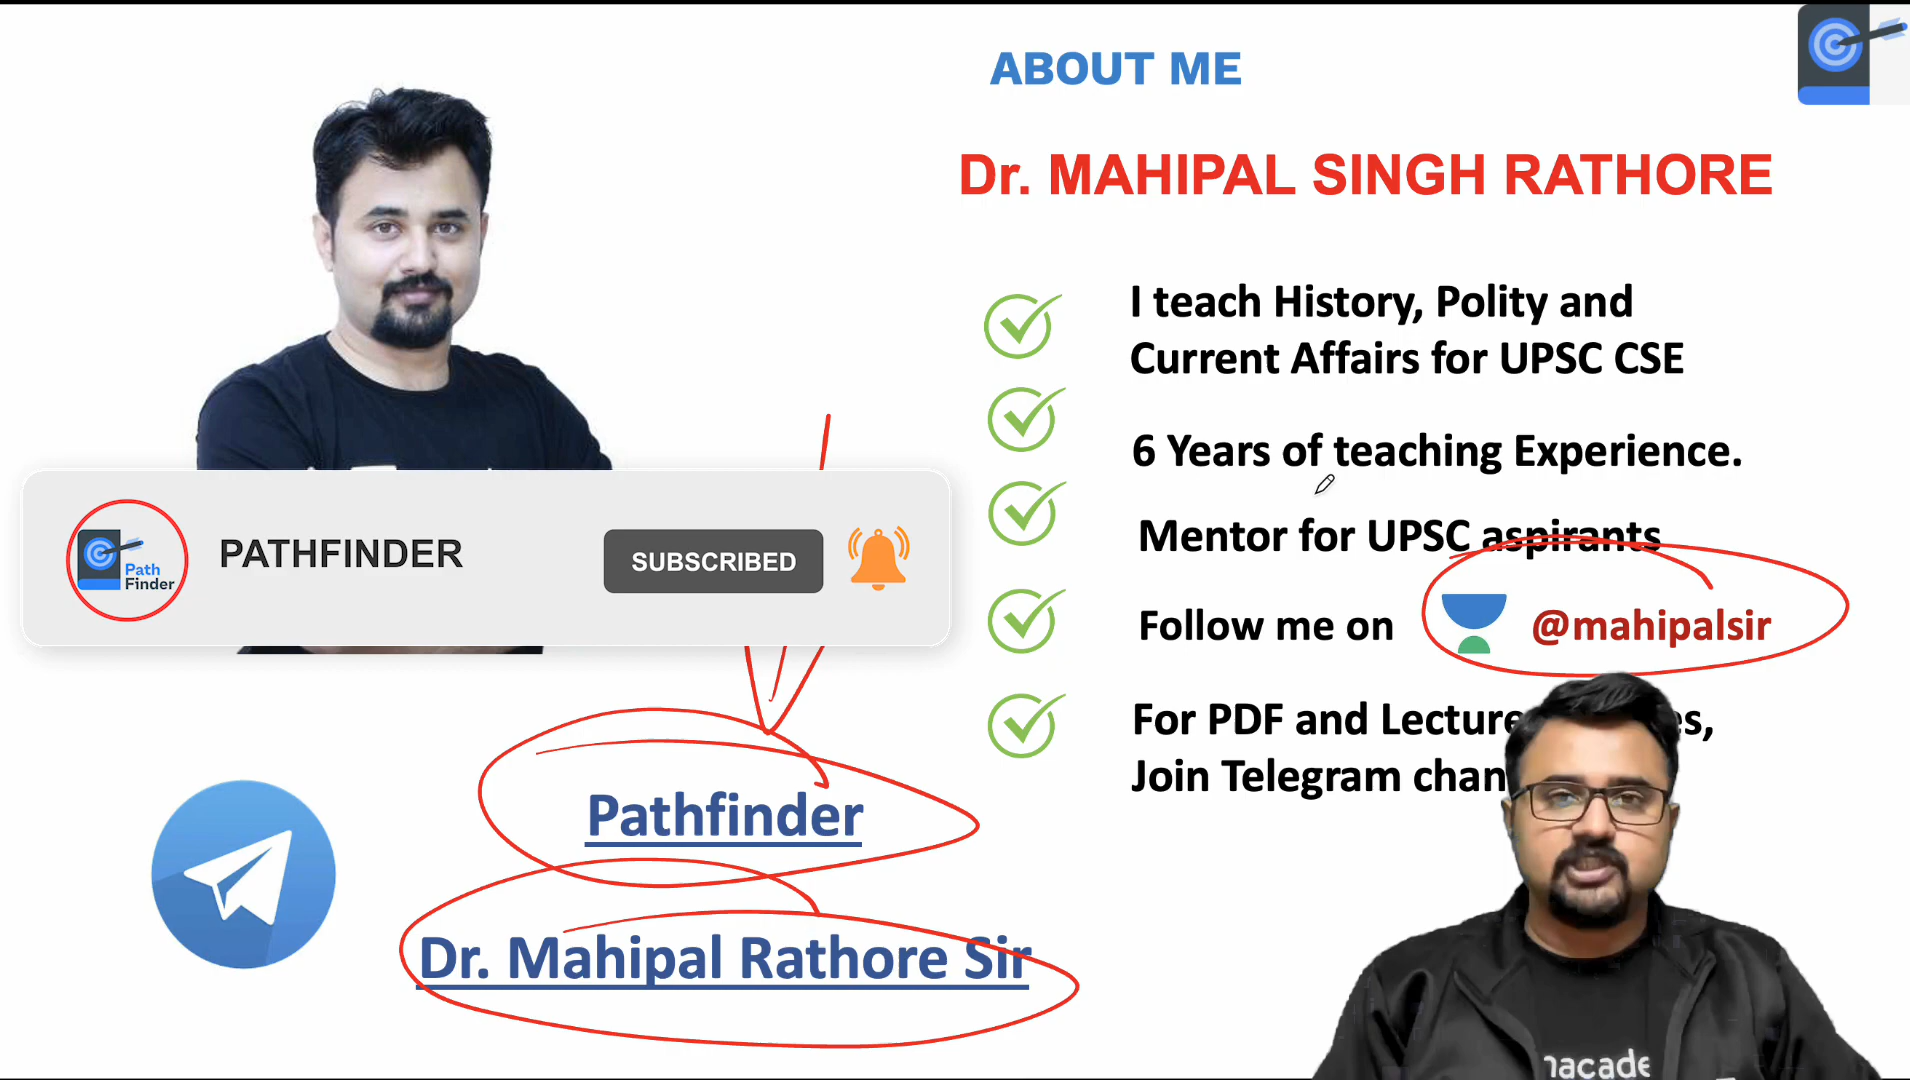 ABOUT ME
Dr. MAHIPAL SINGH RATHORE
I teach History, Polity and
Current Affairs for UPSC CSE
6 Years of teaching Experience.
Mentor for UPSC aspirants
Follow me on @mahipalsir
For PDF and Lecture
Join Telegram
Path
Finder
PATHFINDER
SUBSCRIBED
Pathfinder
Dr. Mahipal Rathore Sir
nacade